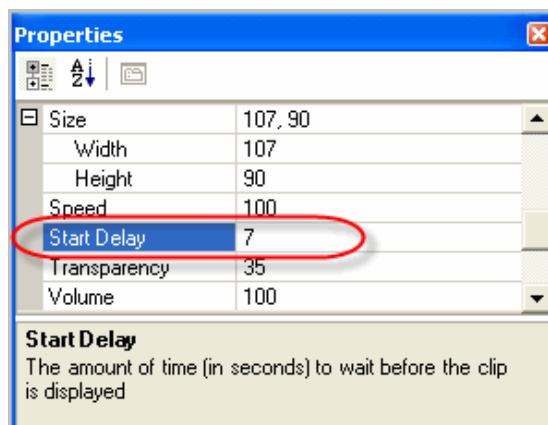 Properties
Size 107, 90
Width 107
Height 90
Speed 100
Start Delay 7
Transparency 35
Volume 100
Start Delay
The amount of time (in seconds) to wait before the clip
is displayed